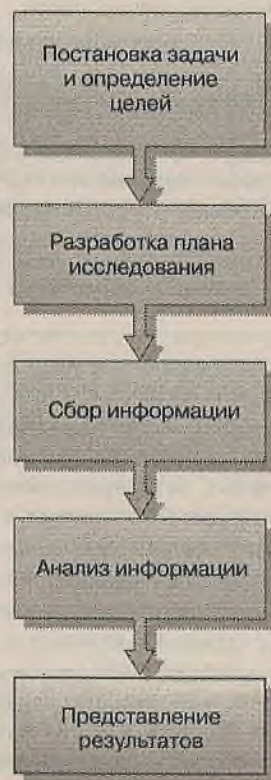 Постановка задачи
и определение
целей
Разработка плана
исследования
Сбор информации
Анализ информации
Представление
результатов